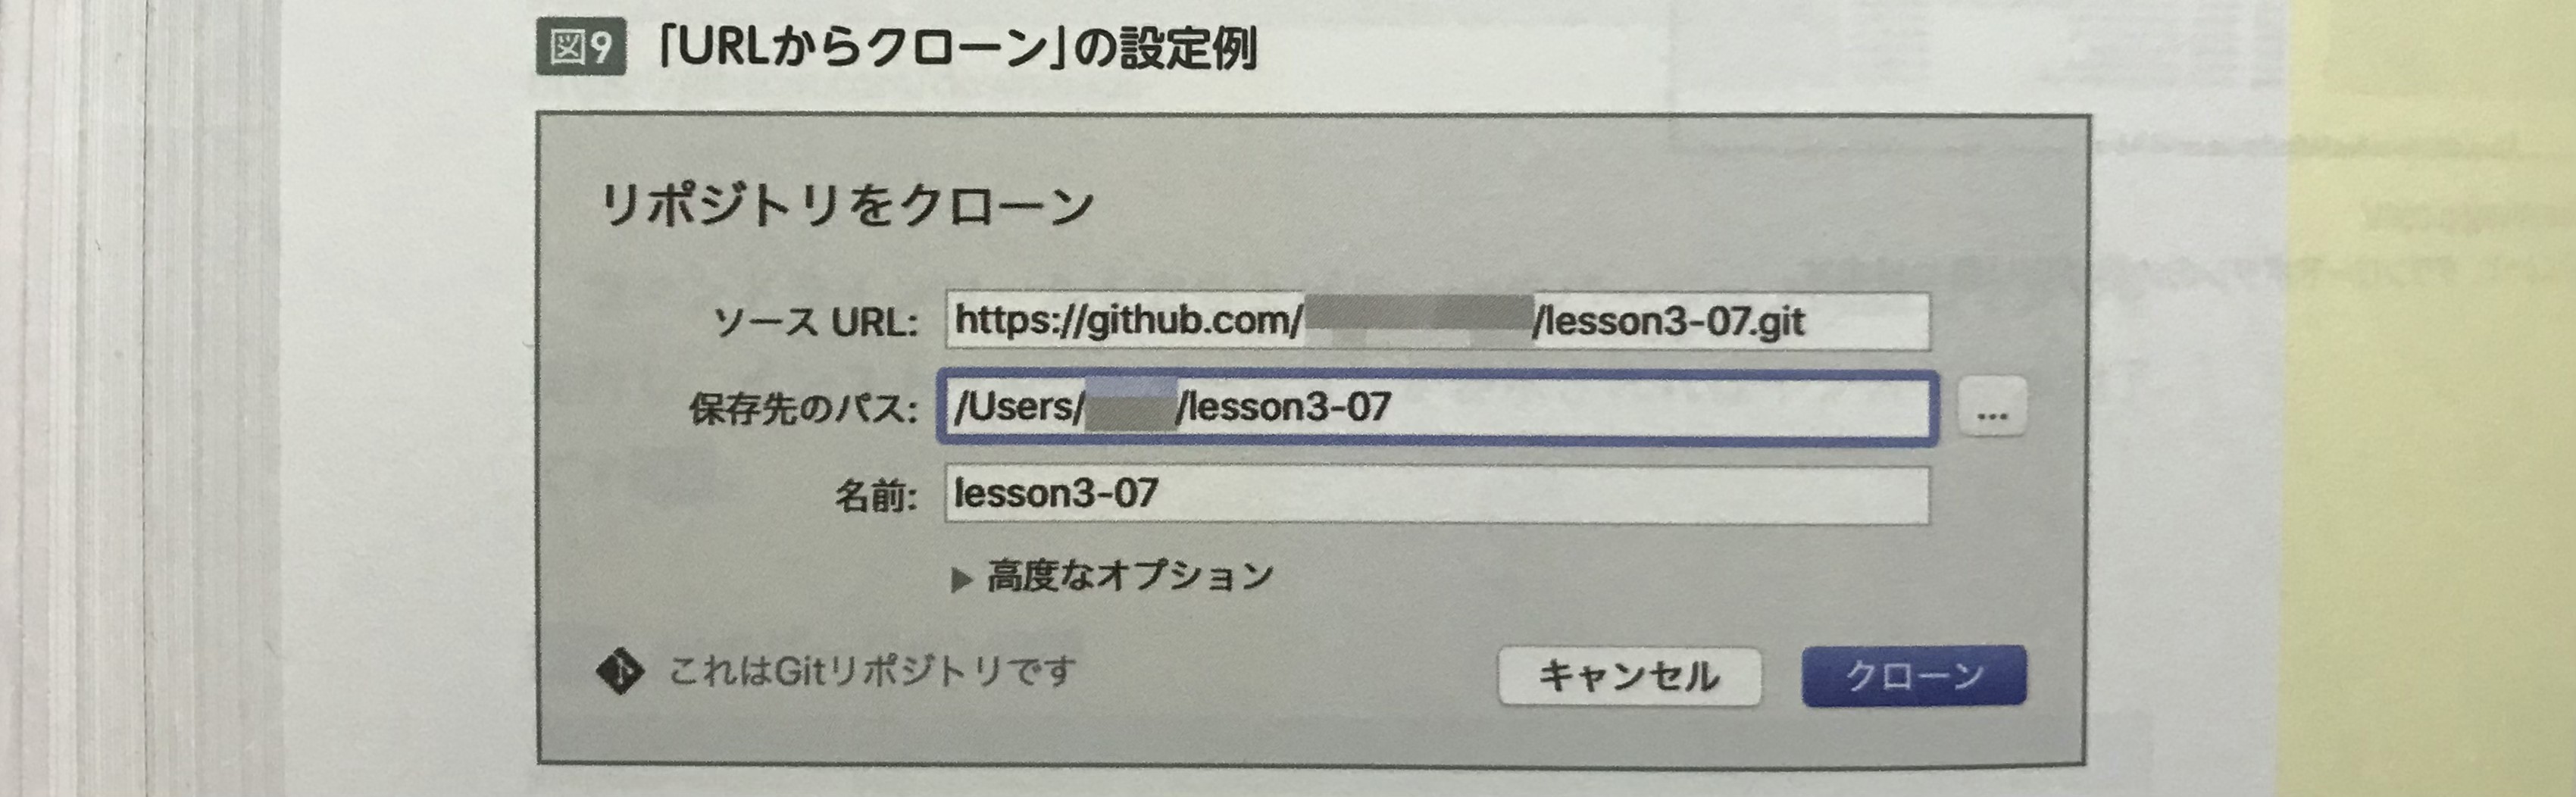 図9 「URLからクローン」の設定例
リポジトリをクローン
ソース URL: https://github.com/ /lesson3-07.git
保存先のパス: /Users/ /lesson3-07 ...
名前: lesson3-07
▶ 高度なオプション
これはGitリポジトリです キャンセル クローン